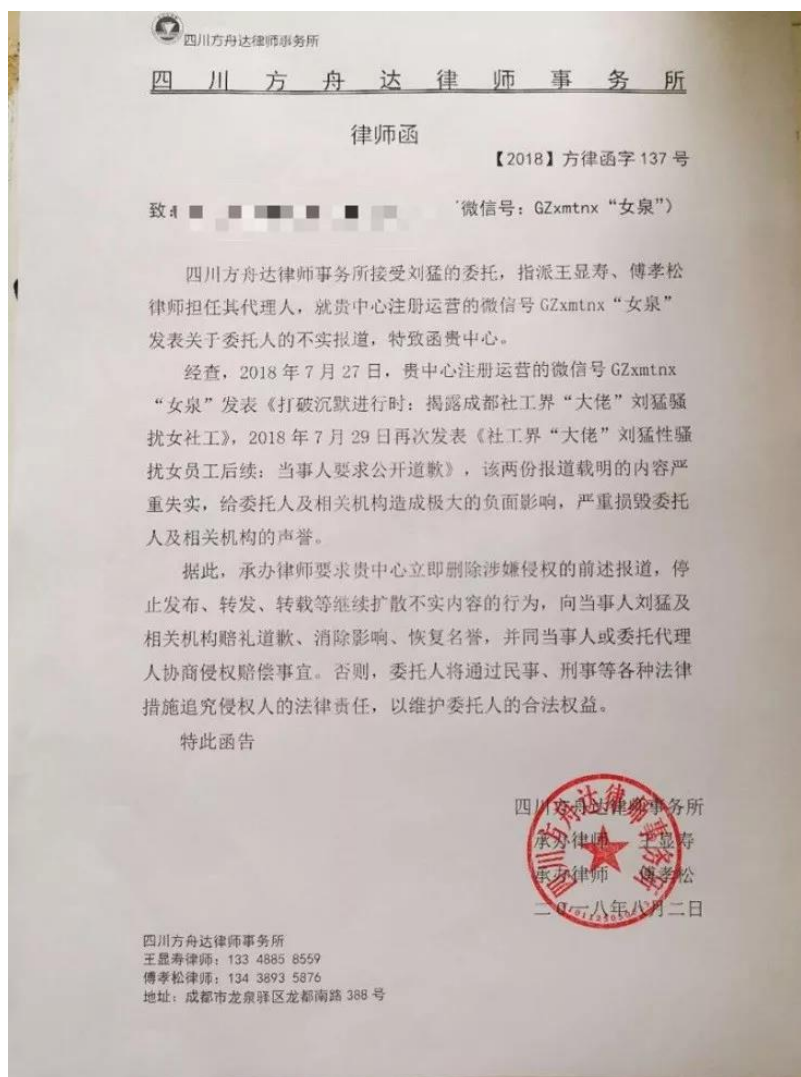 四川方舟达律师事务所
四川方舟达律师事务所
律师函
【2018】方律函字 137 号
致：
微信号：GZxmtnx “女泉”）
四川方舟达律师事务所接受刘猛的委托，指派王显寿、傅孝松
律师担任其代理人，就贵中心注册运营的微信号 GZxmtnx “女泉”
发表关于委托人的不实报道，特致函贵中心。
经查，2018 年 7 月 27 日，贵中心注册运营的微信号 GZxmtnx
“女泉”发表《打破沉默进行时：揭露成都社工界“大佬”刘猛骚
扰女社工》，2018 年 7 月 29 日再次发表《社工界“大佬”刘猛性骚
扰女员工后续：当事人要求公开道歉》，该两份报道载明的内容严
重失实，给委托人及相关机构造成极大的负面影响，严重损毁委托
人及相关机构的声誉。
据此，承办律师要求贵中心立即删除涉嫌侵权的前述报道，停
止发布、转发、转载等继续扩散不实内容的行为，向当事人刘猛及
相关机构赔礼道歉、消除影响、恢复名誉，并同当事人或委托代理
人协商侵权赔偿事宜。否则，委托人将通过民事、刑事等各种法律
措施追究侵权人的法律责任，以维护委托人的合法权益。
特此函告
四川方舟达律师事务所
承办律师 王显寿
承办律师 傅孝松
二〇一八年八月二日
四川方舟达律师事务所
四川方舟达律师事务所
王显寿律师：133 4885 8559
傅孝松律师：134 3893 5876
地址：成都市龙泉驿区龙都南路 388 号